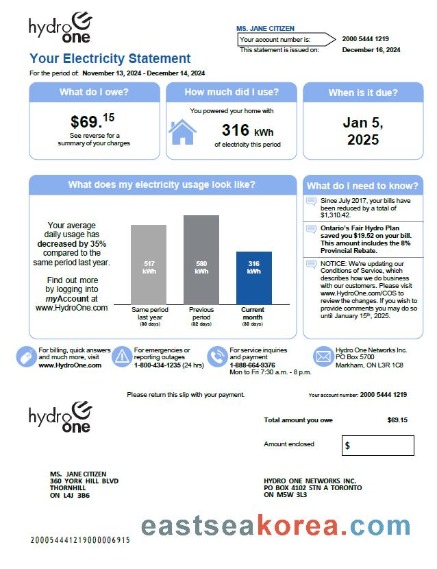 hydro
one
MS. JANE CITIZEN
Your account number is: 2000 5444 1219
This statement is issued on: December 16, 2024
Your Electricity Statement
For the period of: November 13, 2024 - December 14, 2024
What do I owe?
$69.15
See reverse for a
summary of your charges
How much did I use?
You powered your home with
316 kWh
of electricity this period
When is it due?
Jan 5,
2025
What does my electricity usage look like?
Your average
daily usage has
decreased by 35%
compared to the
same period last year.
Find out more
by logging into
myAccount at
www.HydroOne.com
517
kWh
580
kWh
316
kWh
Same period
last year
Previous
period
Current
month
What do I need to know?
Since July 2017, your bills have
been reduced by a total of
$1,310.42.
Ontario's Fair Hydro Plan
saved you $19.52 on your bill.
This amount includes the 8%
Provincial Rebate.
NOTICE: We're updating our
Conditions of Service, which
describes how we do business
with our customers. Please visit
www.HydroOne.com/COS to
review the changes. If you wish to
provide comments you may do so
until January 15th, 2025.
For billing, quick answers
and much more, visit
www.HydroOne.com
For emergencies or
reporting outages
1-800-434-1235 (24 hrs)
For service inquiries
and payment
1-888-664-9376
Mon to Fri 7:30 a.m. - 8 p.m.
Hydro One Networks Inc.
PO Box 5700
Markham, ON L3R 1C8
Please return this slip with your payment.
Your account number: 2000 5444 1219
hydro
one
Total amount you owe $69.15
Amount enclosed $
MS. JANE CITIZEN
360 YORK HILL BLVD
THORNHILL
ON L4J 3B6
HYDRO ONE NETWORKS INC.
PO BOX 4102 STN A TORONTO
ON M5W 3L3
eastseakorea.com
2000544412190000006915